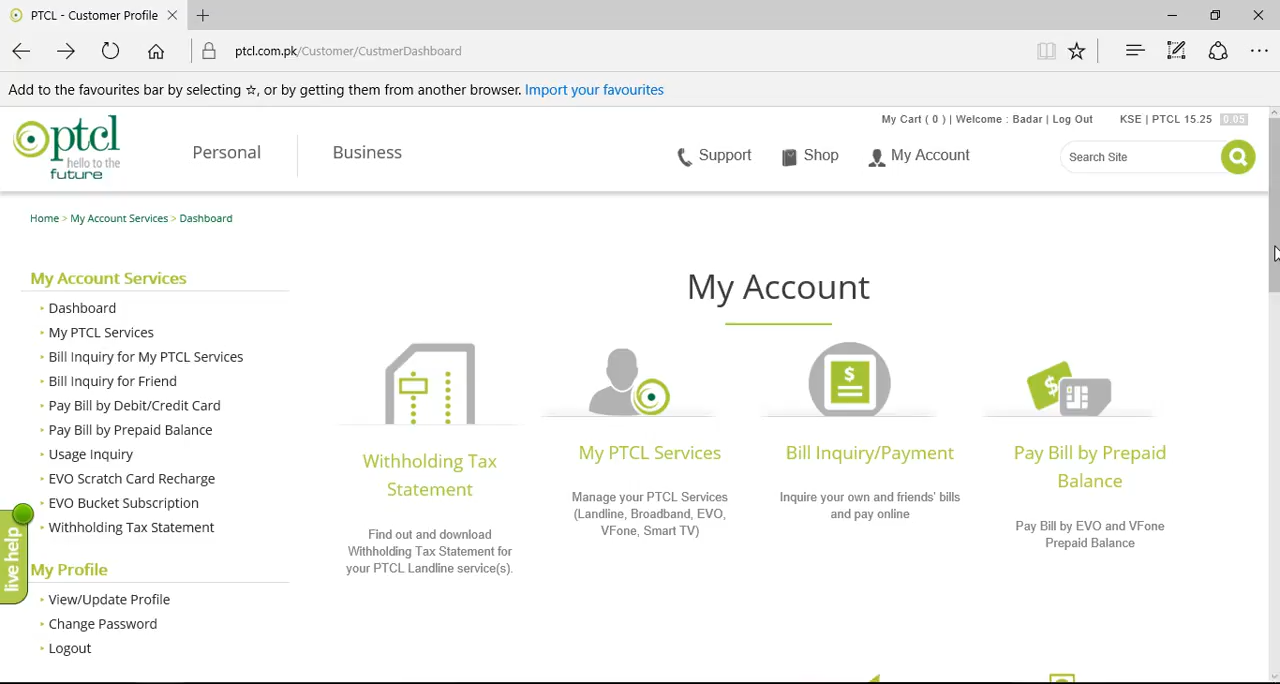 PTCL - Customer Profile
ptcl.com.pk/Customer/CustmerDashboard
Add to the favourites bar by selecting ☆, or by getting them from another browser. Import your favourites
My Cart ( 0 ) | Welcome : Badar | Log Out KSE | PTCL 15.25 0.05
ptcl
hello to the
future
Personal
Business
Support
Shop
My Account
Search Site
Home > My Account Services > Dashboard
My Account Services
Dashboard
My PTCL Services
Bill Inquiry for My PTCL Services
Bill Inquiry for Friend
Pay Bill by Debit/Credit Card
Pay Bill by Prepaid Balance
Usage Inquiry
EVO Scratch Card Recharge
EVO Bucket Subscription
Withholding Tax Statement
My Profile
View/Update Profile
Change Password
Logout
live help
My Account
Withholding Tax
Statement
Find out and download
Withholding Tax Statement for
your PTCL Landline service(s).
My PTCL Services
Manage your PTCL Services
(Landline, Broadband, EVO,
VFone, Smart TV)
$
Bill Inquiry/Payment
Inquire your own and friends' bills
and pay online
$
Pay Bill by Prepaid
Balance
Pay Bill by EVO and VFone
Prepaid Balance